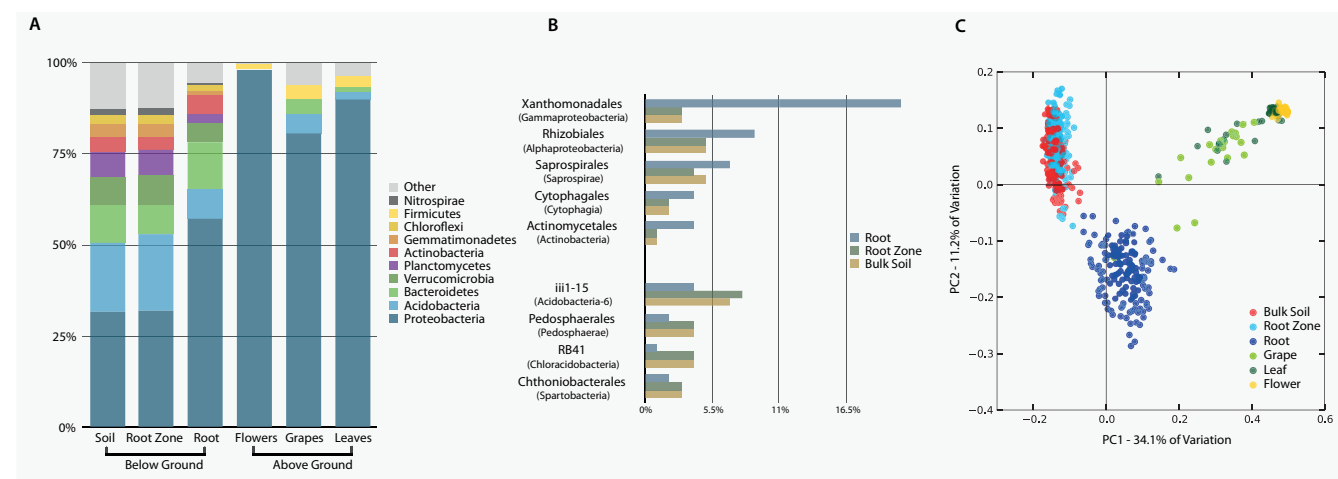 A
100%
75%
50%
25%
0%
Soil Root Zone Root Flowers Grapes Leaves
Below Ground Above Ground
Other
Nitrospirae
Firmicutes
Chloroflexi
Gemmatimonadetes
Actinobacteria
Planctomycetes
Verrucomicrobia
Bacteroidetes
Acidobacteria
Proteobacteria
B
Xanthomonadales
(Gammaproteobacteria)
Rhizobiales
(Alphaproteobacteria)
Saprospirales
(Saprospirae)
Cytophagales
(Cytophagia)
Actinomycetales
(Actinobacteria)
iii1-15
(Acidobacteria-6)
Pedosphaerales
(Pedosphaerae)
RB41
(Chloracidobacteria)
Chthoniobacterales
(Spartobacteria)
0% 5.5% 11% 16.5%
Root
Root Zone
Bulk Soil
C
PC2 - 11.2% of Variation
0.2
0.1
0.0
−0.1
−0.2
−0.3
−0.4
−0.2 0.0 0.2 0.4 0.6
PC1 - 34.1% of Variation
Bulk Soil
Root Zone
Root
Grape
Leaf
Flower